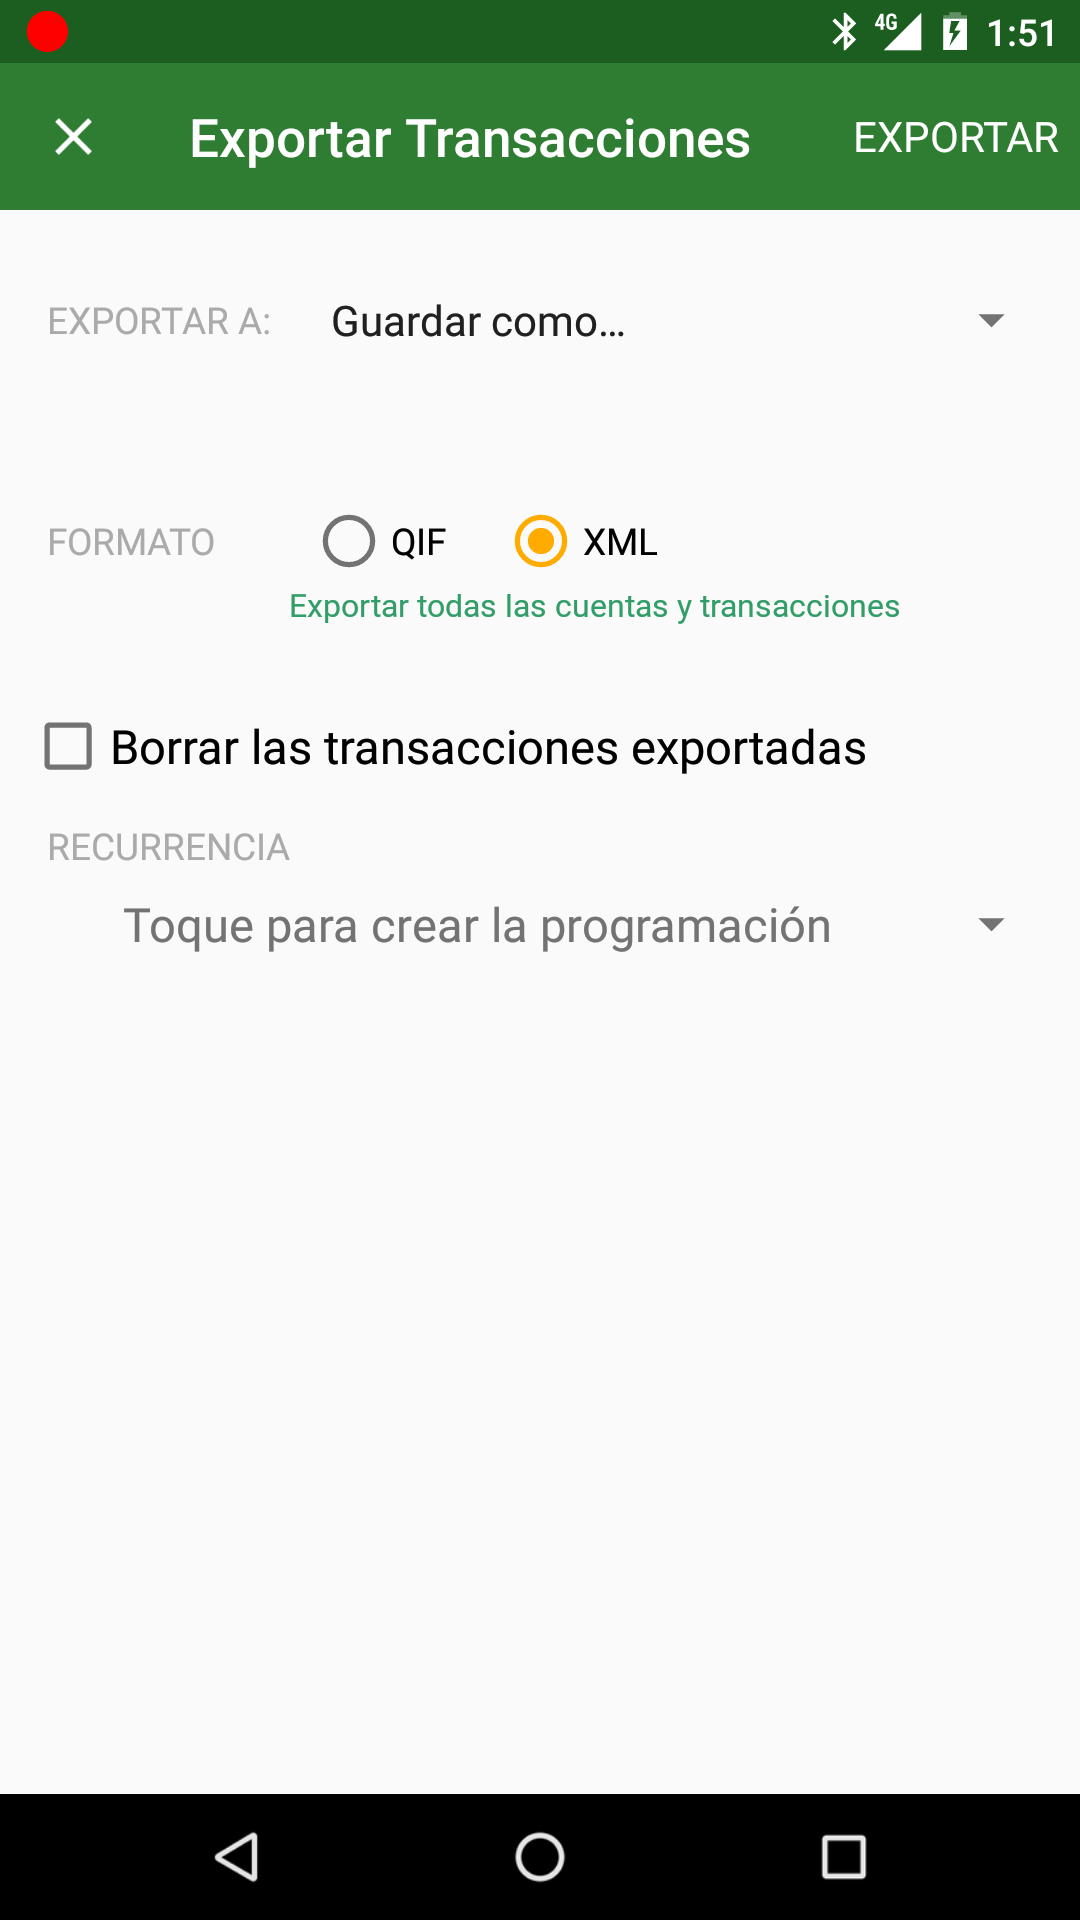 4G 1:51
Exportar Transacciones EXPORTAR
EXPORTAR A: Guardar como...
FORMATO QIF XML
Exportar todas las cuentas y transacciones
Borrar las transacciones exportadas
RECURRENCIA
Toque para crear la programación